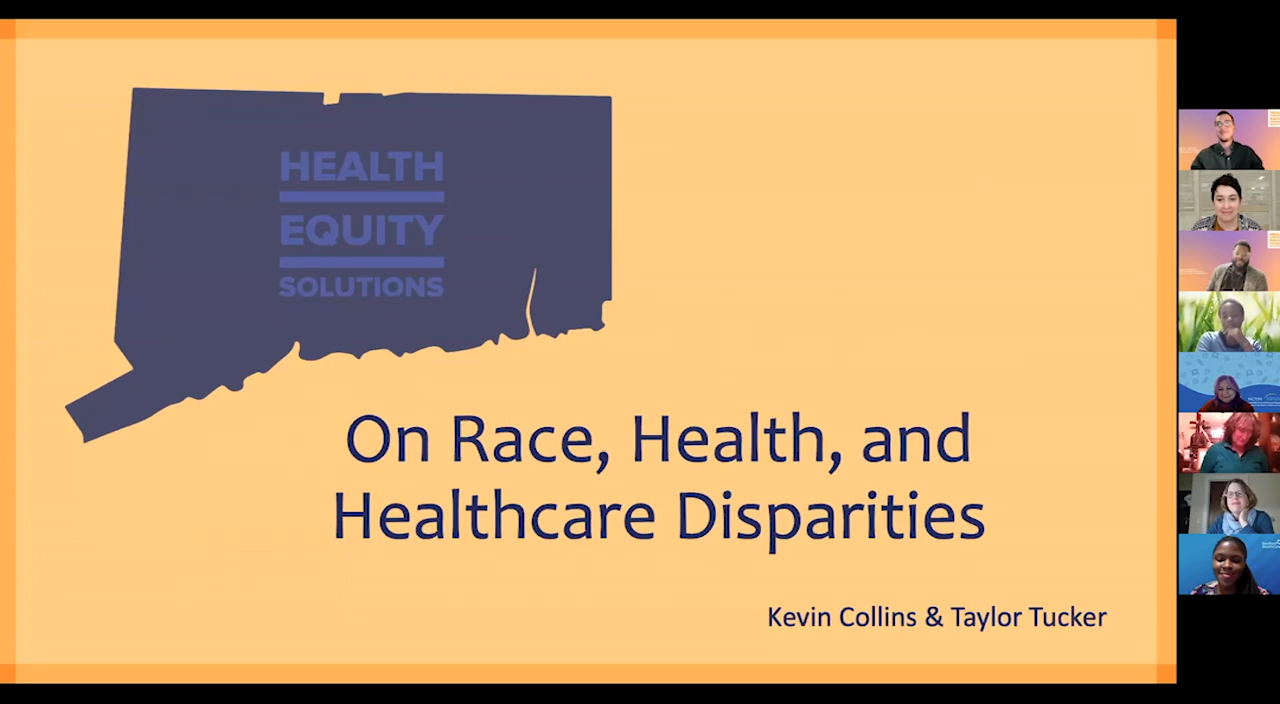 HEALTH
EQUITY
SOLUTIONS
On Race, Health, and
Healthcare Disparities
Kevin Collins & Taylor Tucker